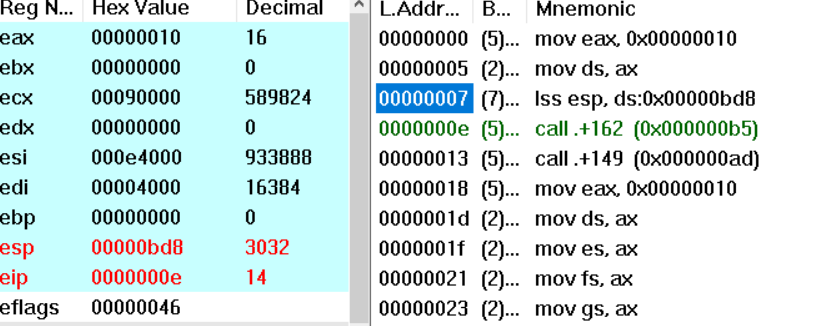 Reg N... Hex Value Decimal L.Addr... B... Mnemonic
eax 00000010 16 00000000 (5)... mov eax, 0x00000010
ebx 00000000 0 00000005 (2)... mov ds, ax
ecx 00090000 589824 00000007 (7)... lss esp, ds:0x00000bd8
edx 00000000 0 0000000e (5)... call .+162 (0x000000b5)
esi 000e4000 933888 00000013 (5)... call .+149 (0x000000ad)
edi 00004000 16384 00000018 (5)... mov eax, 0x00000010
ebp 00000000 0 0000001d (2)... mov ds, ax
esp 00000bd8 3032 0000001f (2)... mov es, ax
eip 0000000e 14 00000021 (2)... mov fs, ax
eflags 00000046 00000023 (2)... mov gs, ax